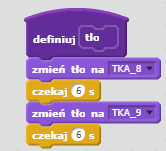 definiuj tło
zmień tło na TKA_8
czekaj 6 s
zmień tło na TKA_9
czekaj 6 s